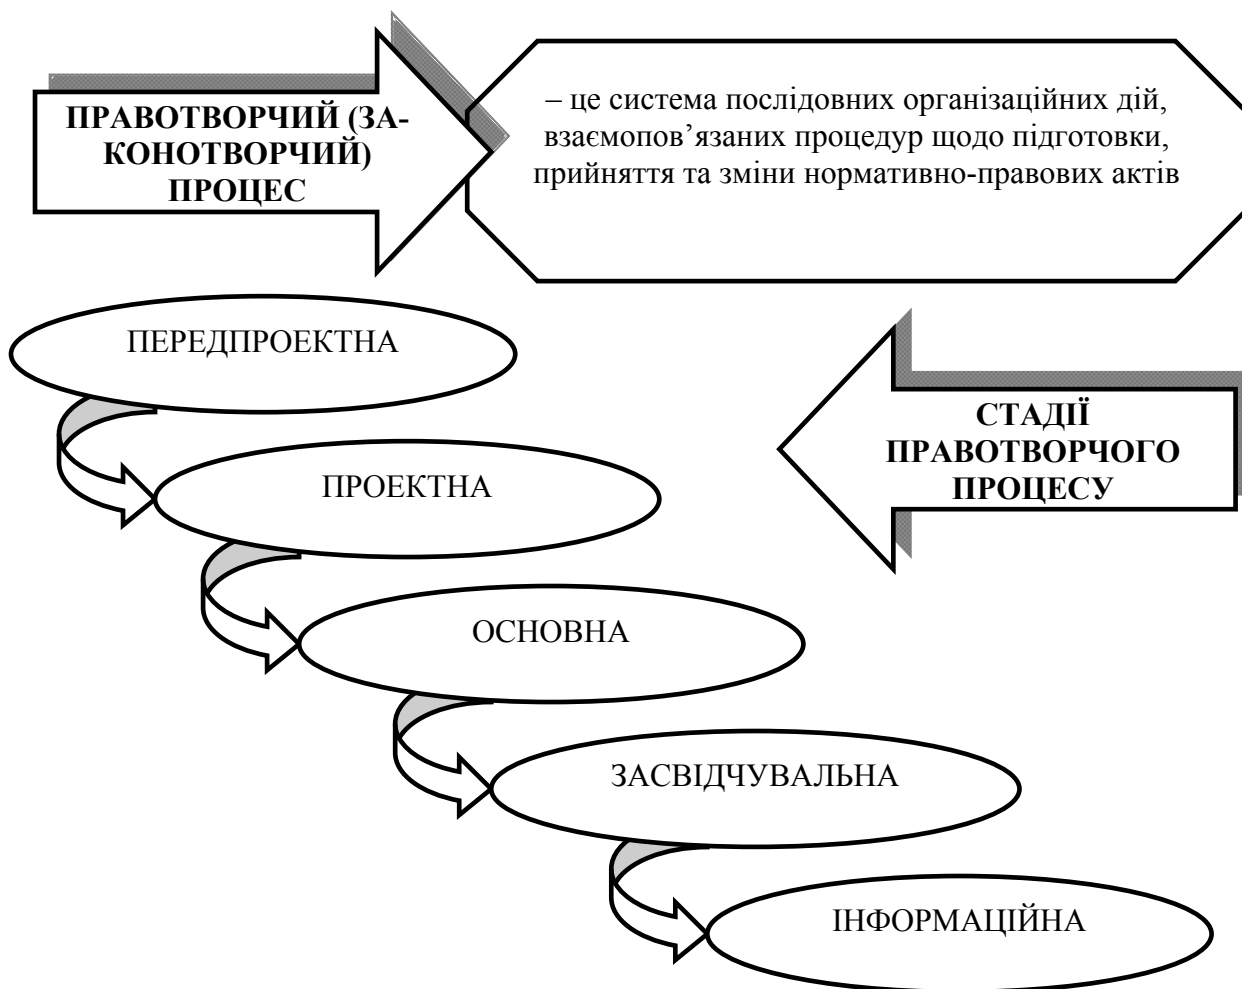 ПРАВОТВОРЧИЙ (ЗА-
КОНОТВОРЧИЙ)
ПРОЦЕС
– це система послідовних організаційних дій,
взаємопов’язаних процедур щодо підготовки,
прийняття та зміни нормативно-правових актів
СТАДІЇ
ПРАВОТВОРЧОГО
ПРОЦЕСУ
ПЕРЕДПРОЕКТНА
ПРОЕКТНА
ОСНОВНА
ЗАСВІДЧУВАЛЬНА
ІНФОРМАЦІЙНА